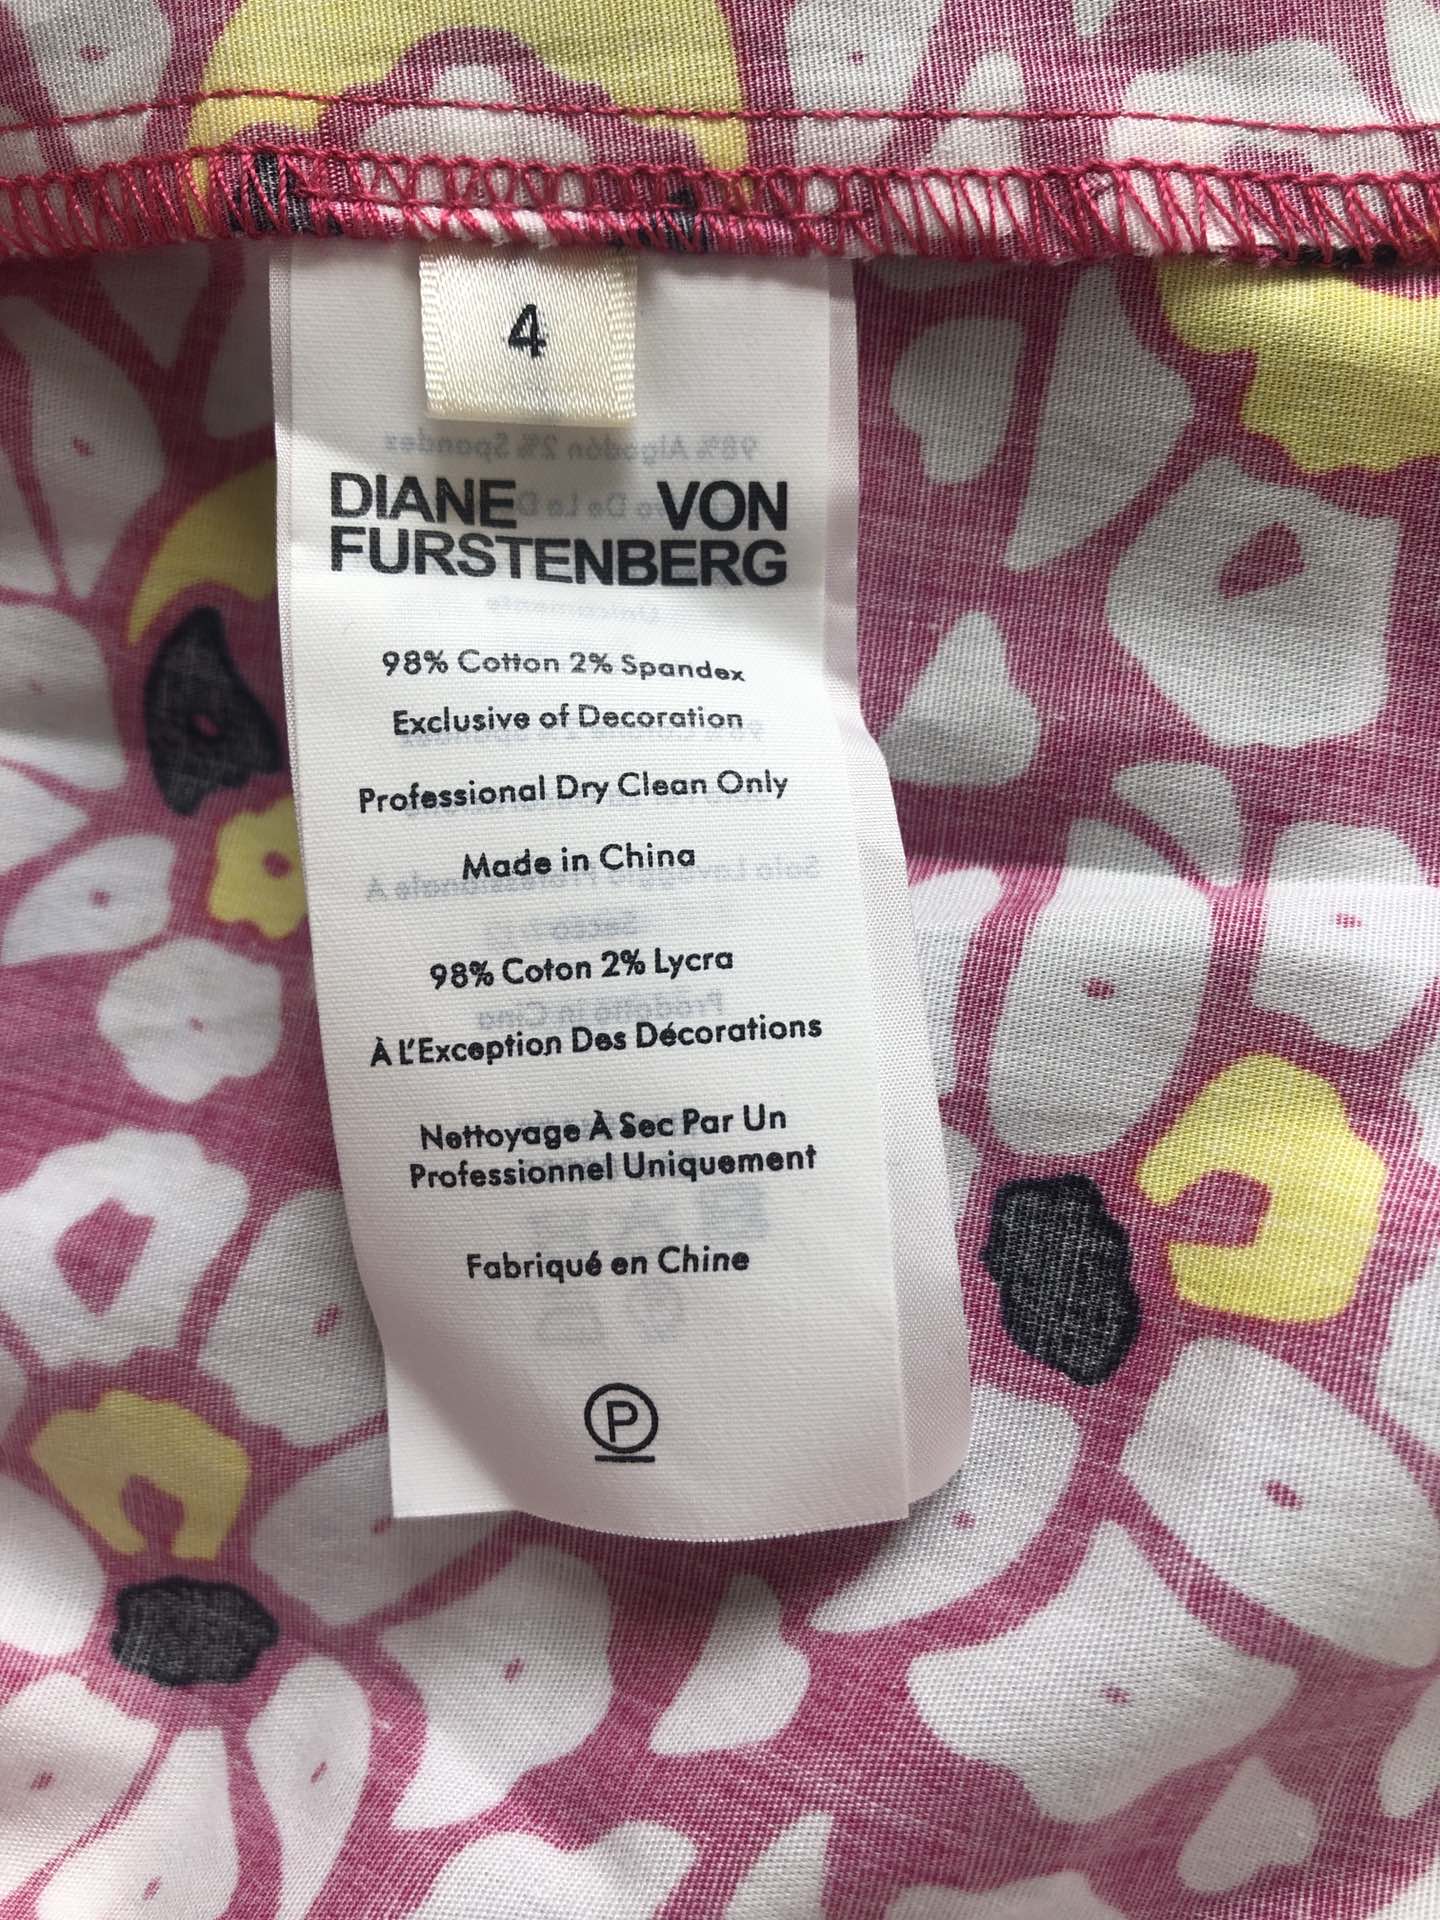 4
DIANE VON
FURSTENBERG
98% Cotton 2% Spandex
Exclusive of Decoration
Professional Dry Clean Only
Made in China
98% Coton 2% Lycra
À L'Exception Des Décorations
Nettoyage À Sec Par Un
Professionnel Uniquement
Fabriqué en Chine
P